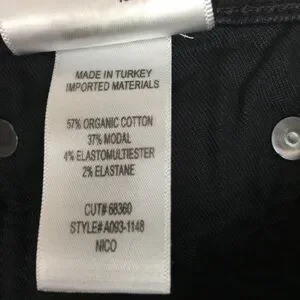 MADE IN TURKEY
IMPORTED MATERIALS
57% ORGANIC COTTON
37% MODAL
4% ELASTOMULTIESTER
2% ELASTANE
CUT# 68360
STYLE# A093-1148
NICO